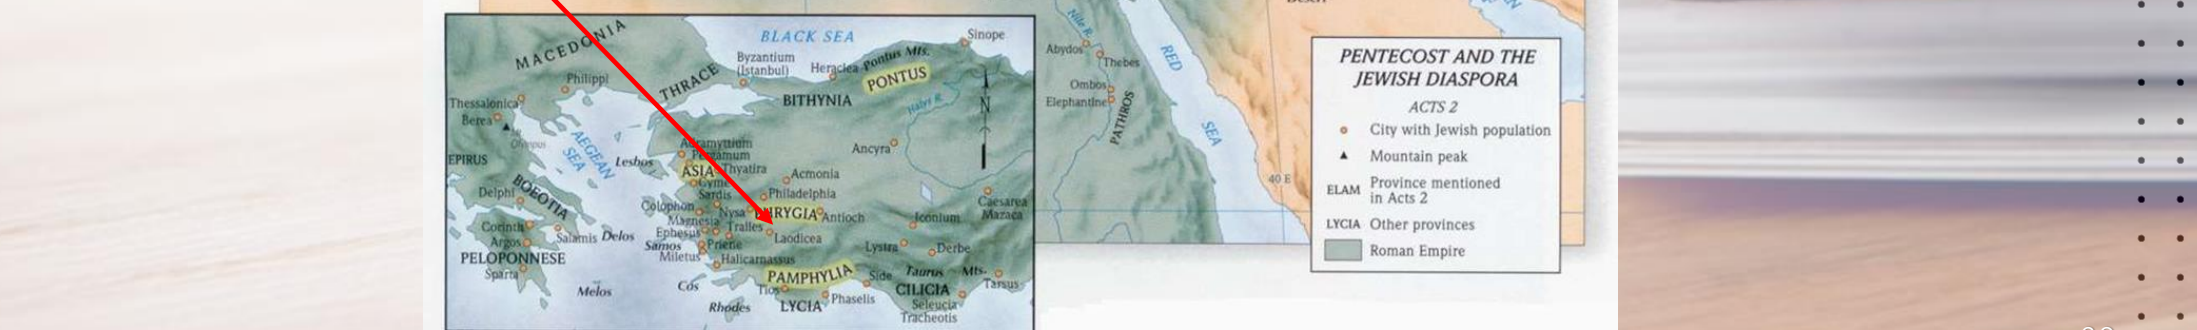 BLACK SEA
Sinope
MACEDONIA
Byzantium
(Istanbul)
Heraclea
Pontus Mts.
PONTUS
Philippi
THRACE
BITHYNIA
Halys R.
N
Thessalonica
Berea
Olympus
AEGEAN
SEA
EPIRUS
Lesbos
Adramyttium
Pergamum
ASIA
Thyatira
Ancyra
Acmonia
Delphi
BOEOTIA
Cyme
Sardis
Philadelphia
Colophon
Magnesia
Nysa
PHRYGIA
Antioch
Iconium
Caesarea
Mazaca
Corinth
Argos
Salamis
Delos
Ephesus
Tralles
Laodicea
Samos
Priene
Lystra
Derbe
PELOPONNESE
Miletus
Halicarnassus
Sparta
PAMPHYLIA
Side
Taurus Mts.
Tarsus
Melos
Cos
Tlos
CILICIA
Rhodes
LYCIA
Phaselis
Seleucia
Tracheotis
Nile R.
Abydos
Thebes
RED
SEA
Ombos
Elephantine
PATHROS
40 E
PENTECOST AND THE
JEWISH DIASPORA
ACTS 2
City with Jewish population
Mountain peak
ELAM Province mentioned
in Acts 2
LYCIA Other provinces
Roman Empire